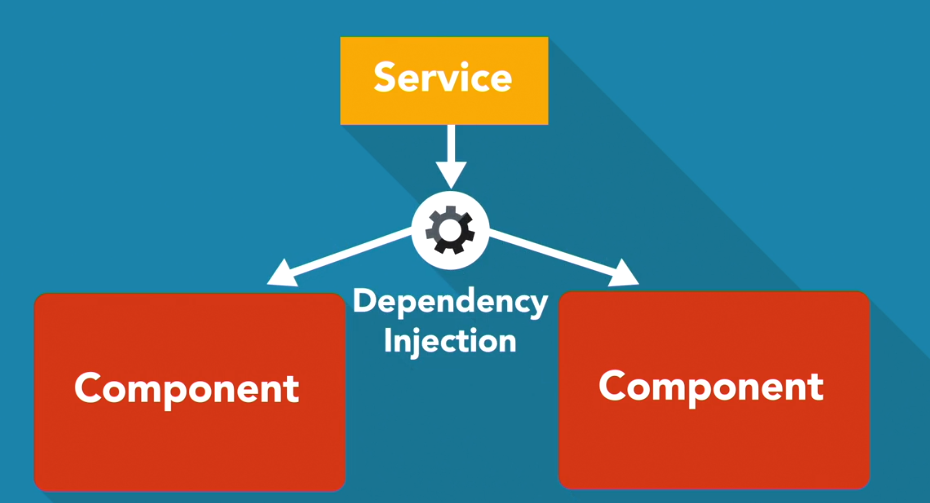 Service
Dependency
Injection
Component
Component